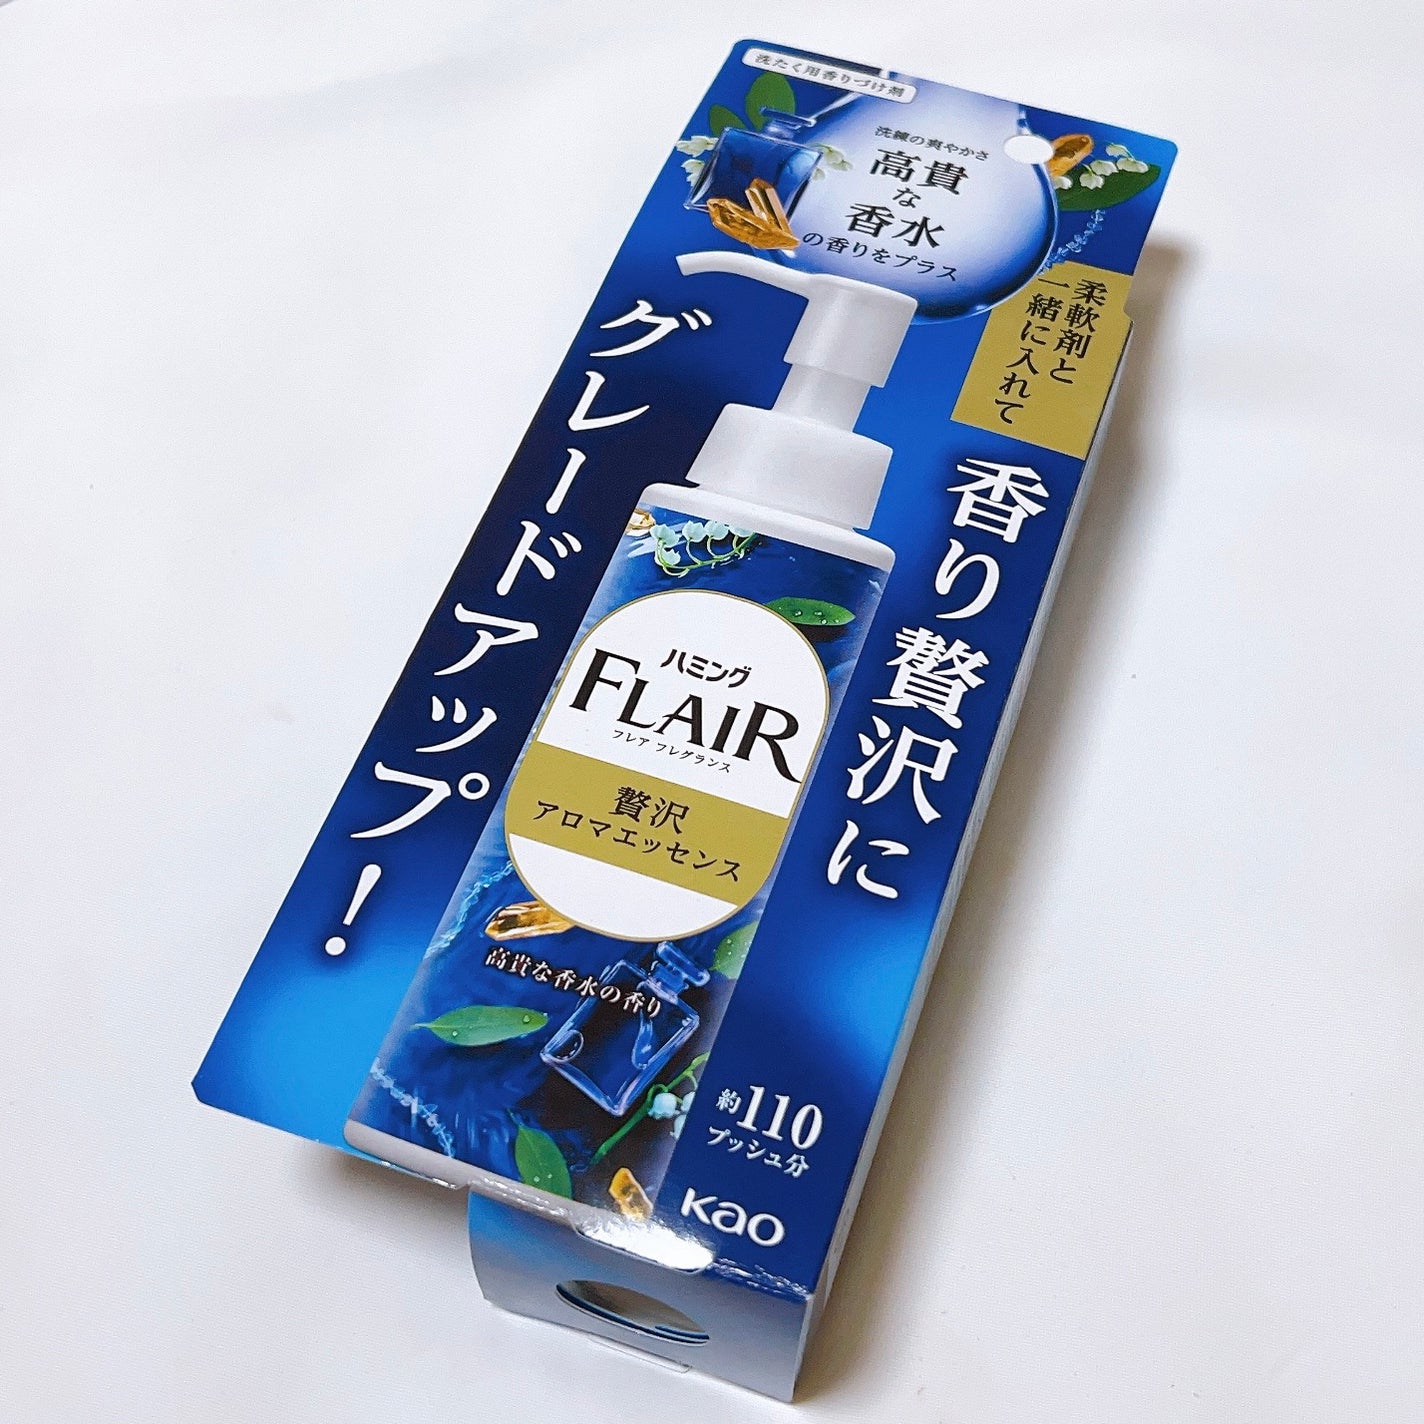 洗たく用香りづけ剤
洗練の爽やかさ
高貴
な
香水
の香りをプラス
柔軟剤と
一緒に入れて
香り贅沢に
グレードアップ！
ハミング
FLAIR
フレア フレグランス
贅沢
アロマエッセンス
高貴な香水の香り
約110
プッシュ分
Kao